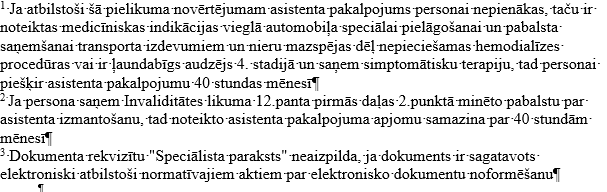 ¹ Ja atbilstoši šā pielikuma novērtējumam asistenta pakalpojums personai nepienākas, taču ir
noteiktas medicīniskas indikācijas vieglā automobiļa speciālai pielāgošanai un pabalsta
saņemšanai transporta izdevumiem un nieru mazspējas dēļ nepieciešamas hemodialīzes
procedūras vai ir ļaundabīgs audzējs 4. stadijā un saņem simptomātisku terapiju, tad personai
piešķir asistenta pakalpojumu 40 stundas mēnesī¶
² Ja persona saņem Invaliditātes likuma 12.panta pirmās daļas 2.punktā minēto pabalstu par
asistenta izmantošanu, tad noteikto asistenta pakalpojuma apjomu samazina par 40 stundām
mēnesī¶
³ Dokumenta rekvizītu "Speciālista paraksts" neaizpilda, ja dokuments ir sagatavots
elektroniski atbilstoši normatīvajiem aktiem par elektronisko dokumentu noformēšanu¶
¶